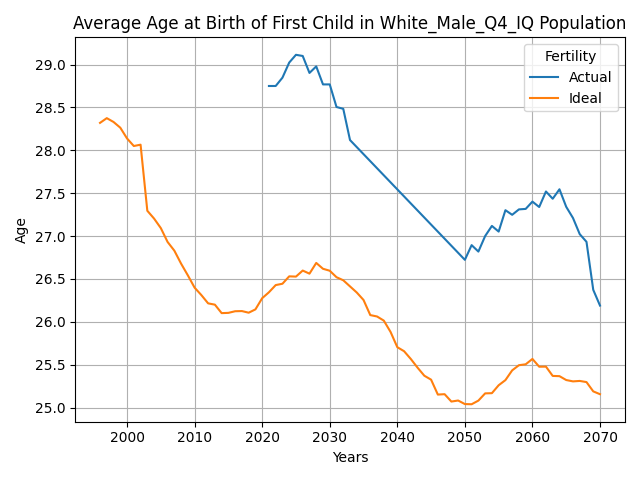 Average Age at Birth of First Child in White_Male_Q4_IQ Population
Fertility
Actual
Ideal
Age
29.0
28.5
28.0
27.5
27.0
26.5
26.0
25.5
25.0
2000 2010 2020 2030 2040 2050 2060 2070
Years